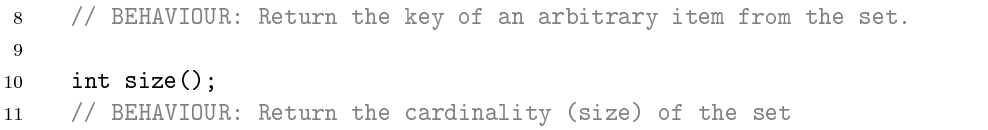 8 // BEHAVIOUR: Return the key of an arbitrary item from the set.
9
10 int size();
11 // BEHAVIOUR: Return the cardinality (size) of the set